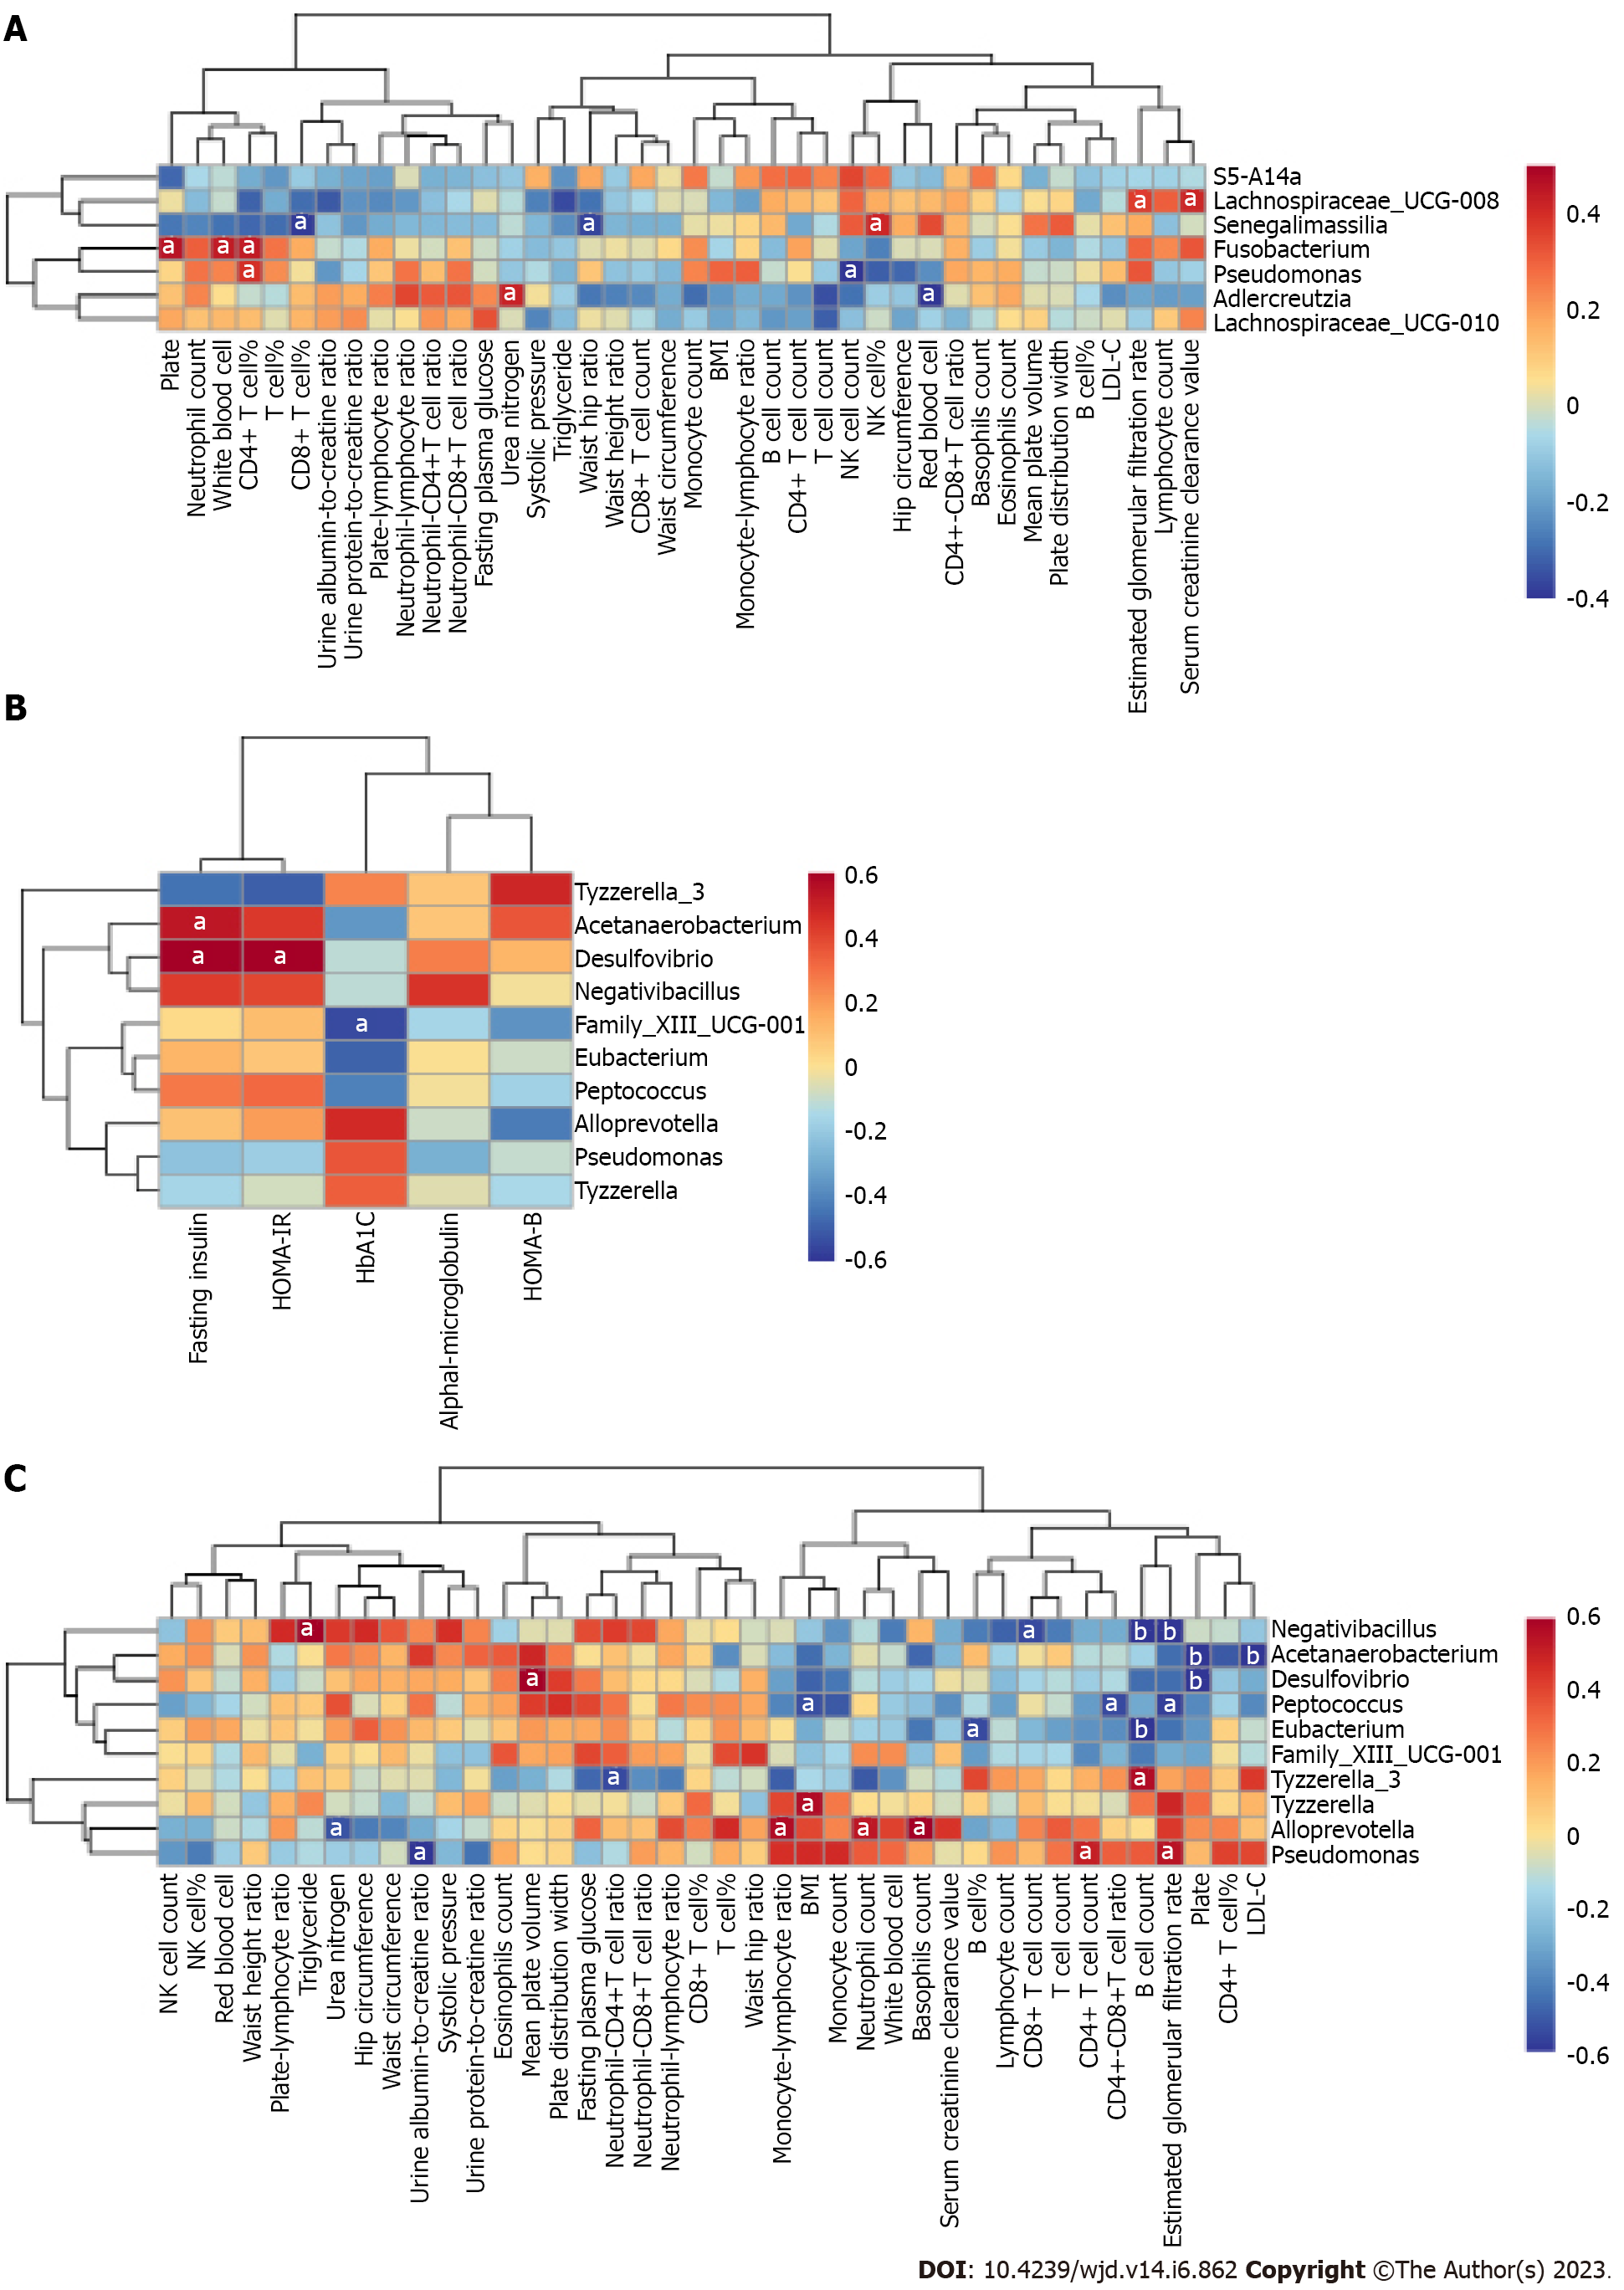 A
S5-A14a
Lachnospiraceae_UCG-008
a a
Senegalimassilia
a a a
Fusobacterium
a a a
Pseudomonas
a a
Adlercreutzia
a a
Lachnospiraceae_UCG-010
0.4
0.2
0
-0.2
-0.4
Plate
Neutrophil count
White blood cell
CD4+ T cell%
T cell%
CD8+ T cell%
Urine albumin-to-creatine ratio
Urine protein-to-creatine ratio
Plate-lymphocyte ratio
Neutrophil-lymphocyte ratio
Neutrophil-CD4+T cell ratio
Neutrophil-CD8+T cell ratio
Fasting plasma glucose
Urea nitrogen
Systolic pressure
Triglyceride
Waist hip ratio
Waist height ratio
CD8+ T cell count
Waist circumference
Monocyte count
BMI
Monocyte-lymphocyte ratio
B cell count
CD4+ T cell count
T cell count
NK cell count
NK cell%
Hip circumference
Red blood cell
CD4+-CD8+T cell ratio
Basophils count
Eosinophils count
Mean plate volume
Plate distribution width
B cell%
LDL-C
Estimated glomerular filtration rate
Lymphocyte count
Serum creatinine clearance value
B
Tyzzerella_3
a
Acetanaerobacterium
a a
Desulfovibrio
Negativibacillus
a
Family_XIII_UCG-001
Eubacterium
Peptococcus
Alloprevotella
Pseudomonas
Tyzzerella
0.6
0.4
0.2
0
-0.2
-0.4
-0.6
Fasting insulin
HOMA-IR
HbA1C
Alphal-microglobulin
HOMA-B
C
a a b b
Negativibacillus
b b
Acetanaerobacterium
a b
Desulfovibrio
a a a
Peptococcus
a b
Eubacterium
Family_XIII_UCG-001
a a
Tyzzerella_3
a
Tyzzerella
a a a a
Alloprevotella
a a a
Pseudomonas
0.6
0.4
0.2
0
-0.2
-0.4
-0.6
NK cell count
NK cell%
Red blood cell
Waist height ratio
Plate-lymphocyte ratio
Triglyceride
Urea nitrogen
Hip circumference
Waist circumference
Urine albumin-to-creatine ratio
Systolic pressure
Urine protein-to-creatine ratio
Eosinophils count
Mean plate volume
Plate distribution width
Fasting plasma glucose
Neutrophil-CD4+T cell ratio
Neutrophil-CD8+T cell ratio
Neutrophil-lymphocyte ratio
CD8+ T cell%
T cell%
Waist hip ratio
Monocyte-lymphocyte ratio
BMI
Monocyte count
Neutrophil count
White blood cell
Basophils count
Serum creatinine clearance value
B cell%
Lymphocyte count
CD8+ T cell count
T cell count
CD4+ T cell count
CD4+-CD8+T cell ratio
B cell count
Estimated glomerular filtration rate
Plate
CD4+ T cell%
LDL-C
DOI: 10.4239/wjd.v14.i6.862 Copyright ©The Author(s) 2023.